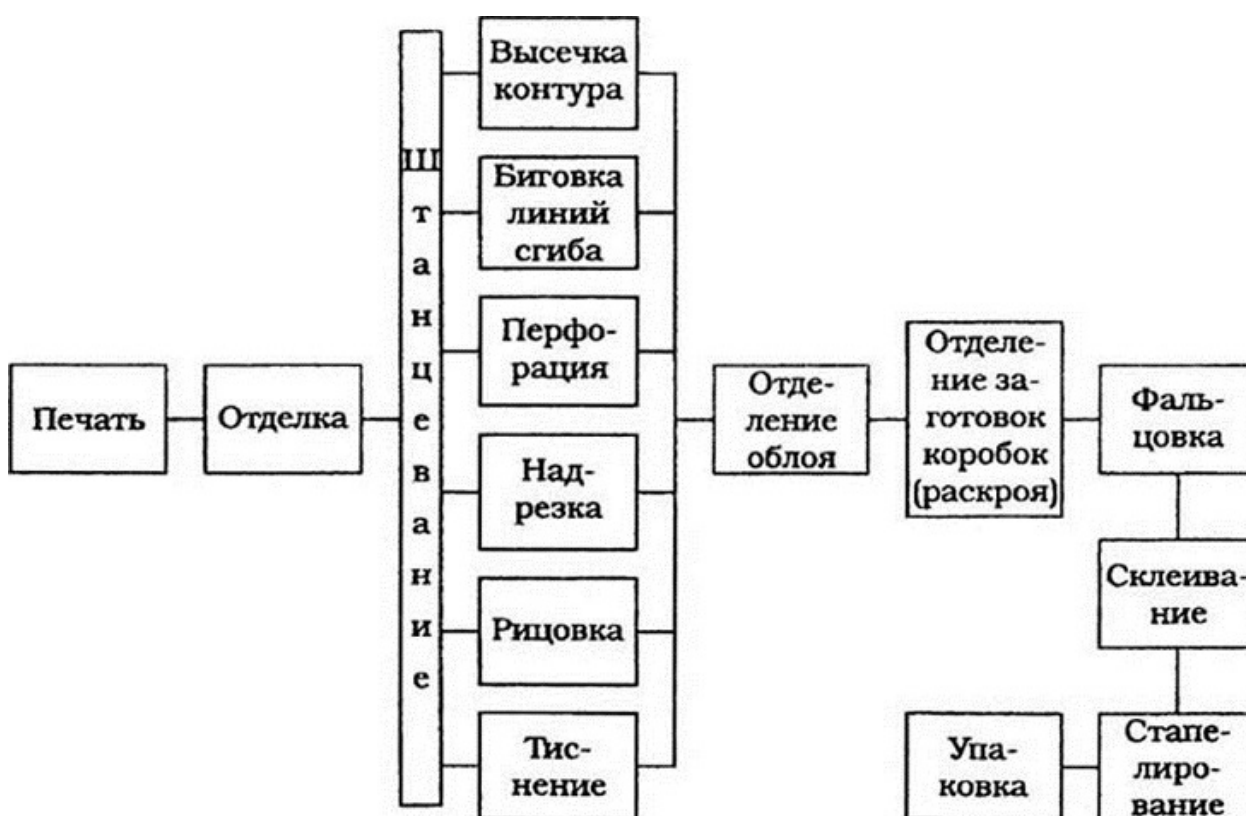 Печать
Отделка
Штанцевание
Высечка
контура
Биговка
линий
сгиба
Перфо-
рация
Над-
резка
Рицовка
Тис-
нение
Отде-
ление
облоя
Отделе-
ние за-
готовок
коробок
(раскроя)
Фаль-
цовка
Склеива-
ние
Стапе-
лиро-
вание
Упа-
ковка